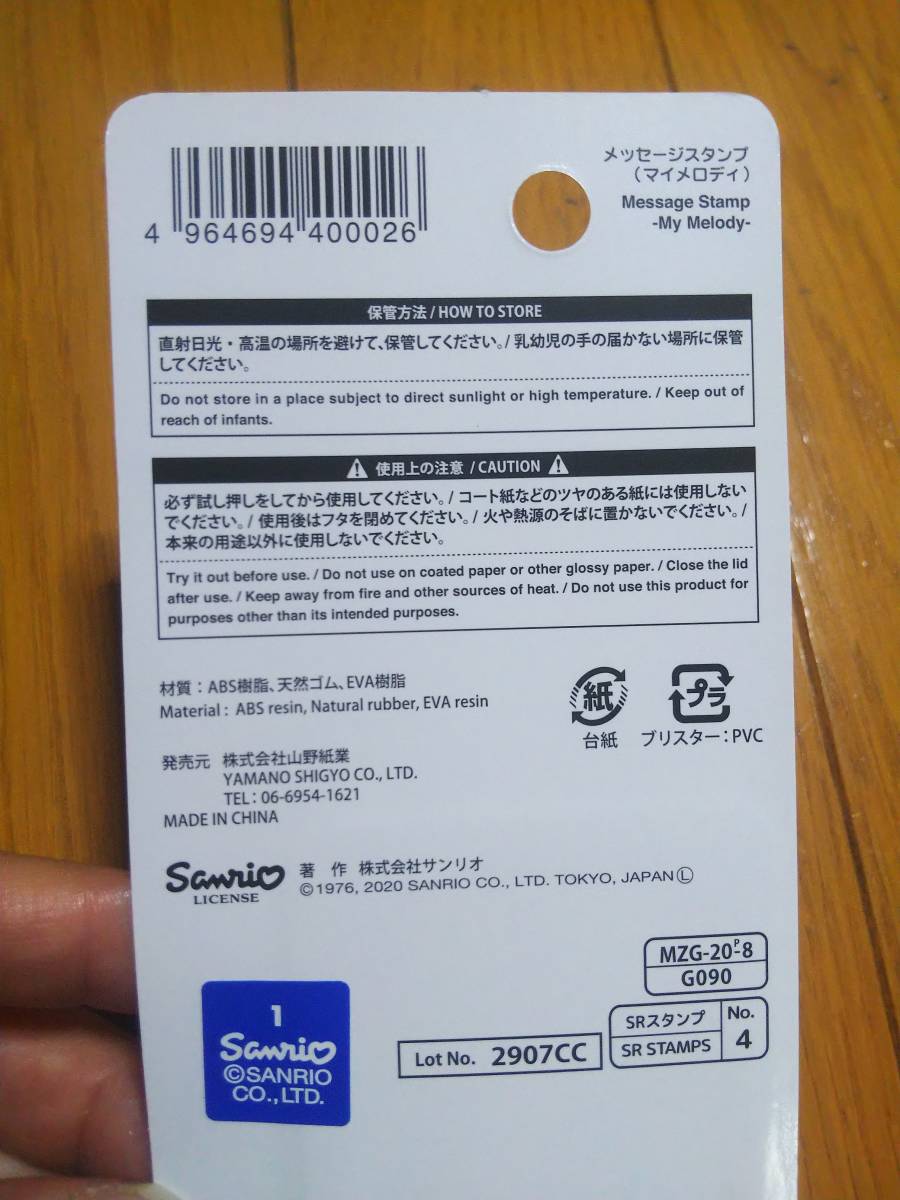 メッセージスタンプ
(マイメロディ)
Message Stamp
-My Melody-
4 964694 400026
保管方法 / HOW TO STORE
直射日光・高温の場所を避けて、保管してください。/ 乳幼児の手の届かない場所に保管
してください。
Do not store in a place subject to direct sunlight or high temperature. / Keep out of
reach of infants.
使用上の注意 / CAUTION
必ず試し押しをしてから使用してください。/ コート紙などのツヤのある紙には使用しない
でください。/ 使用後はフタを閉めてください。/ 火や熱源のそばに置かないでください。/
本来の用途以外に使用しないでください。
Try it out before use. / Do not use on coated paper or other glossy paper. / Close the lid
after use. / Keep away from fire and other sources of heat. / Do not use this product for
purposes other than its intended purposes.
材質：ABS樹脂、天然ゴム、EVA樹脂
Material : ABS resin, Natural rubber, EVA resin
紙
台紙
プラ
ブリスター：PVC
発売元 株式会社山野紙業
YAMANO SHIGYO CO., LTD.
TEL：06-6954-1621
MADE IN CHINA
Sanrio
LICENSE
著 作 株式会社サンリオ
©1976, 2020 SANRIO CO., LTD. TOKYO, JAPAN Ⓛ
MZG-20-P-8
G090
1
Sanrio
©SANRIO
CO.,LTD.
Lot No. 2907CC
SRスタンプ
SR STAMPS
No.
4